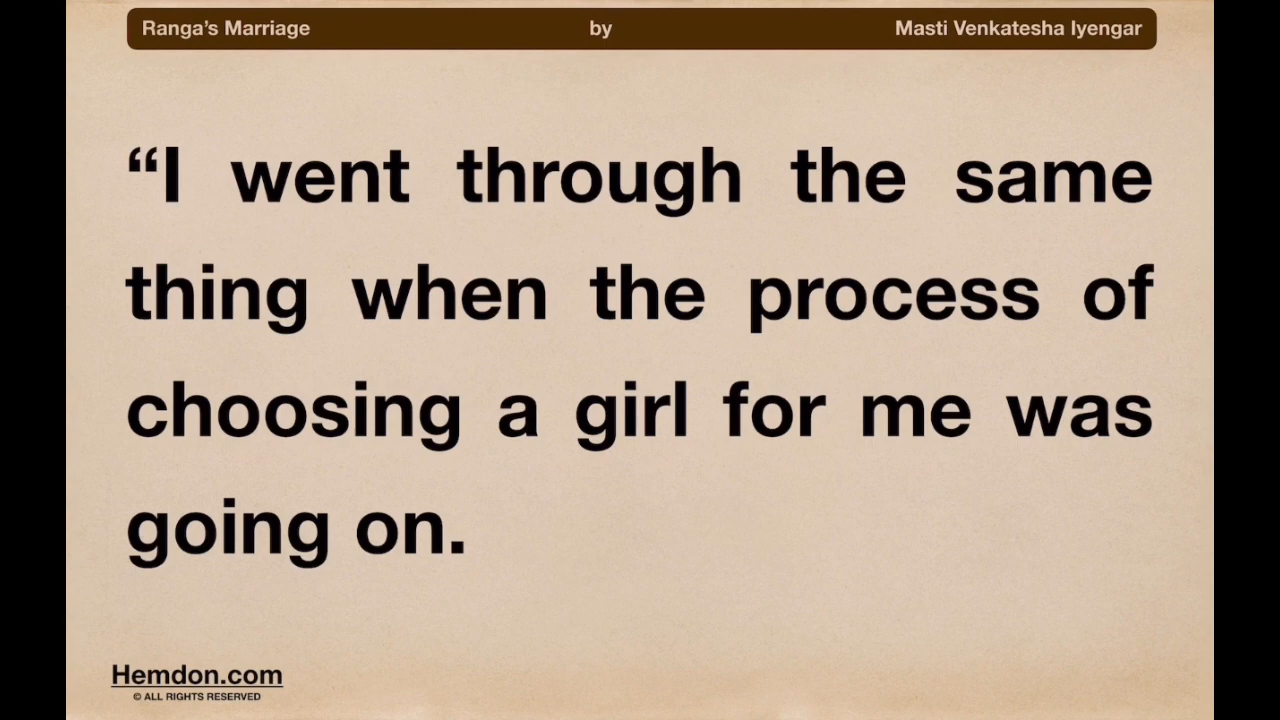 Ranga’s Marriage by Masti Venkatesha Iyengar
“I went through the same
thing when the process of
choosing a girl for me was
going on.
Hemdon.com
© ALL RIGHTS RESERVED